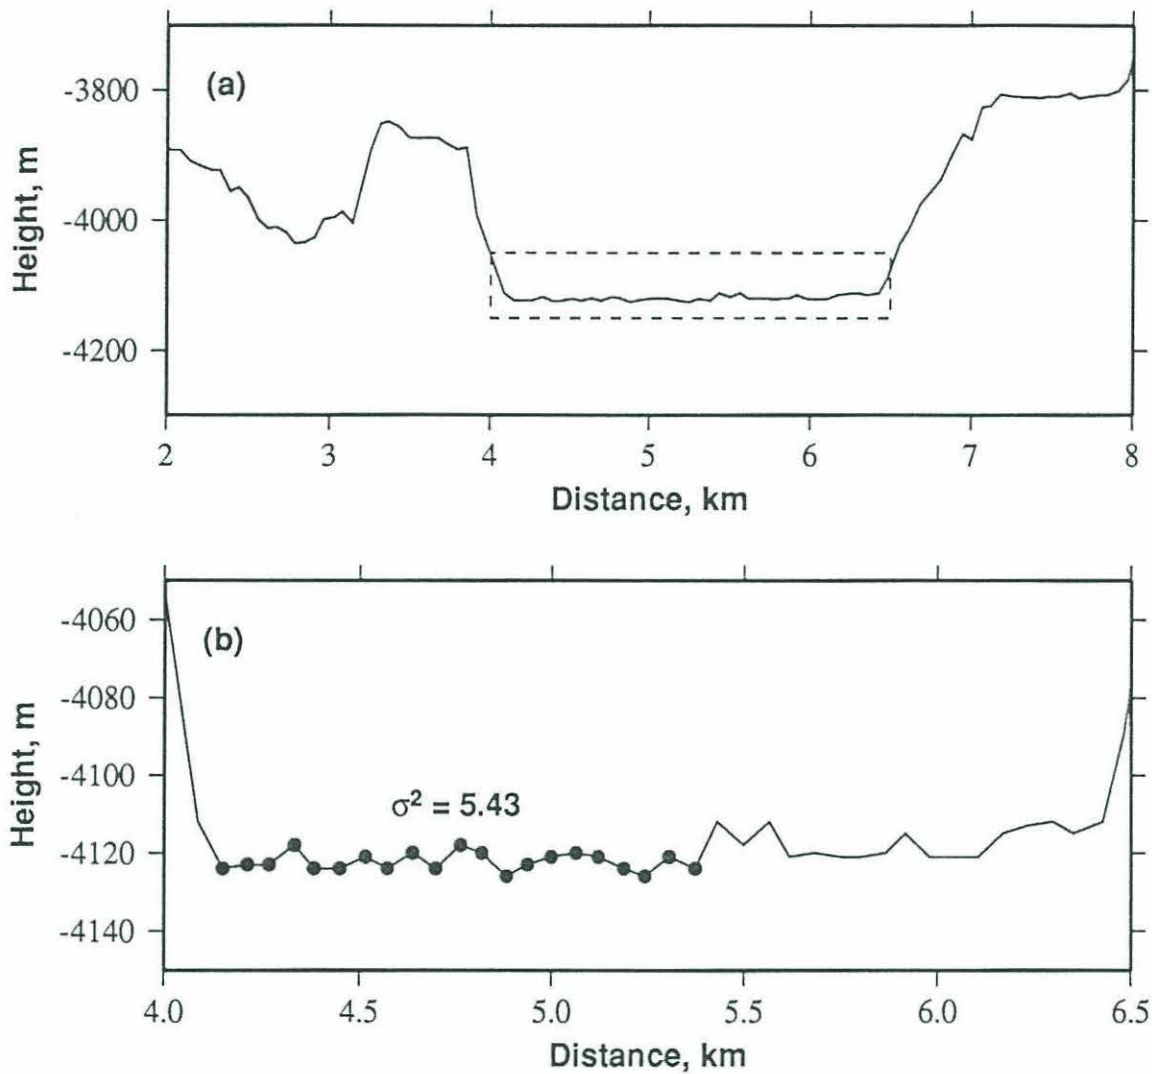 (a)
-3800
-4000
-4200
Height, m
2 3 4 5 6 7 8
Distance, km
(b)
-4060
-4080
-4100
σ² = 5.43
-4120
-4140
Height, m
4.0 4.5 5.0 5.5 6.0 6.5
Distance, km